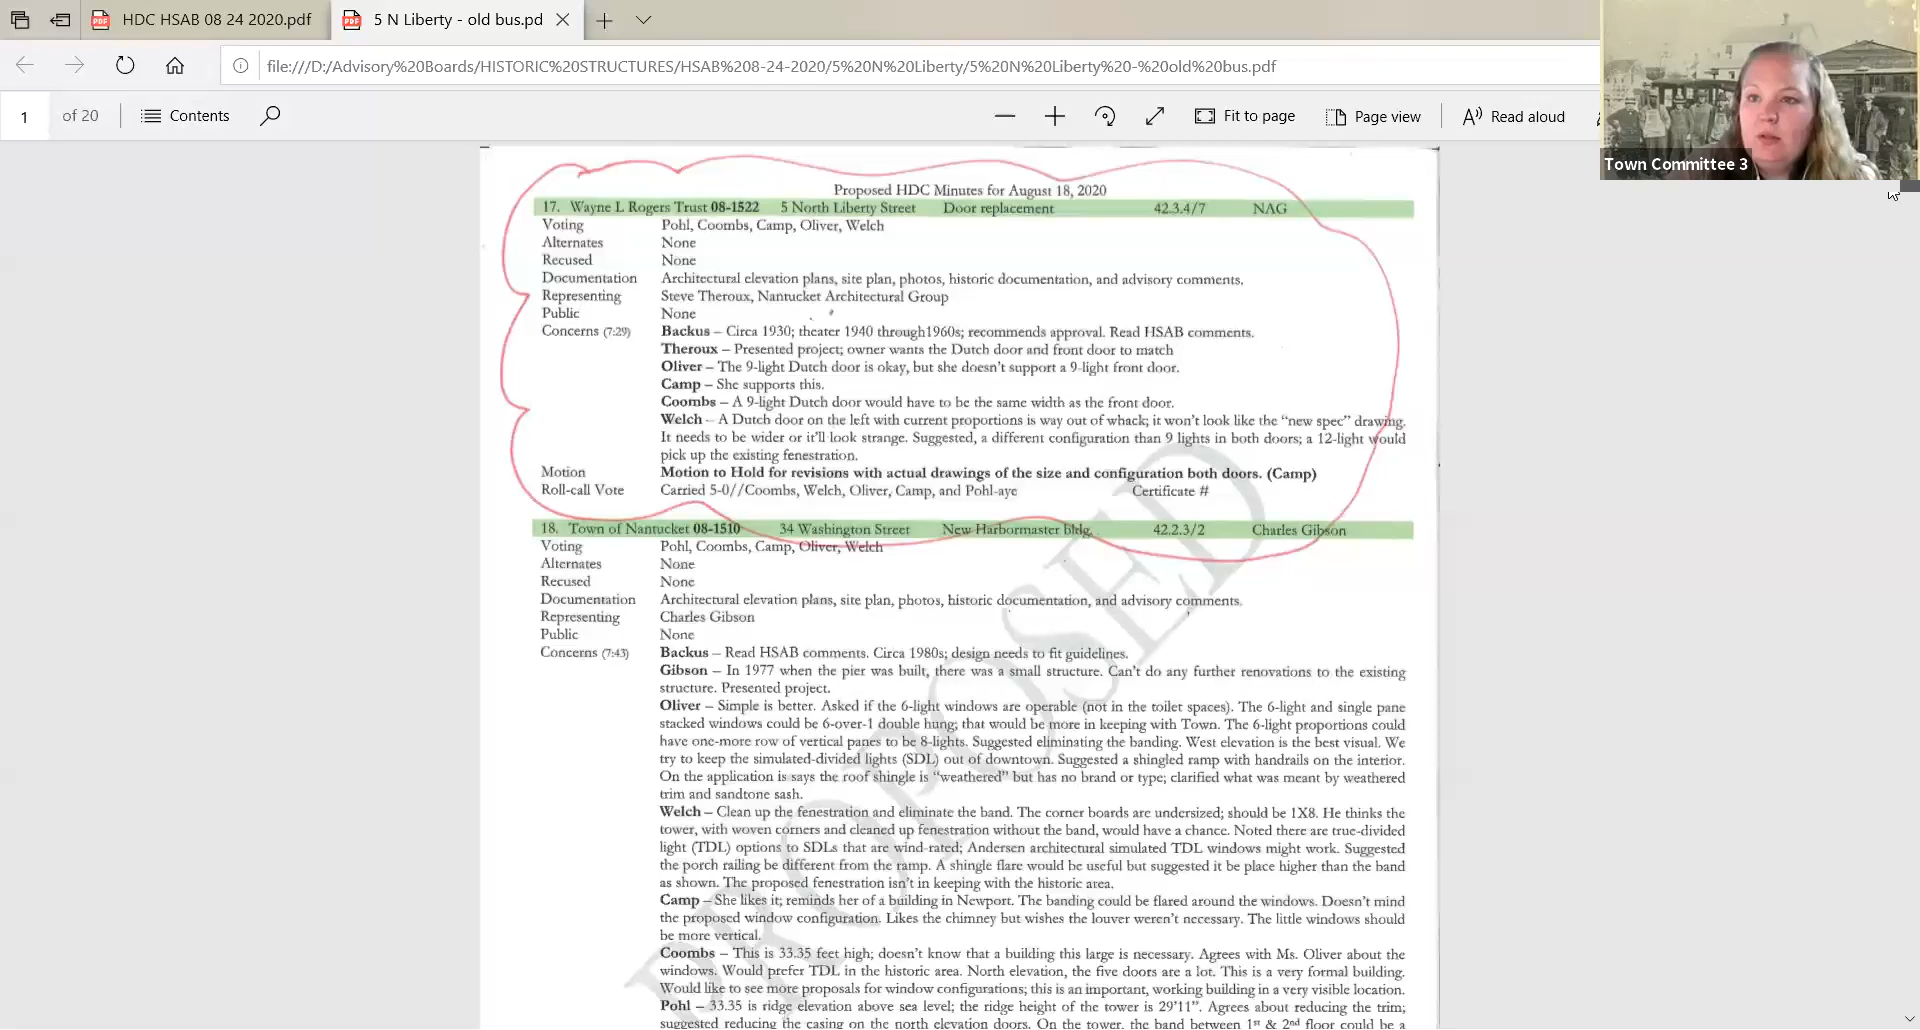 HDC HSAB 08 24 2020.pdf
5 N Liberty - old bus.pd
file:///D:/Advisory%20Boards/HISTORIC%20STRUCTURES/HSAB%208-24-2020/5%20N%20Liberty/5%20N%20Liberty%20-%20old%20bus.pdf
1 of 20 Contents Fit to page Page view Read aloud
Town Committee 3
Proposed HDC Minutes for August 18, 2020
17. Wayne L Rogers Trust 08-1522 5 North Liberty Street Door replacement 42.3.4/7 NAG
Voting Pohl, Coombs, Camp, Oliver, Welch
Alternates None
Recused None
Documentation Architectural elevation plans, site plan, photos, historic documentation, and advisory comments.
Representing Steve Theroux, Nantucket Architectural Group
Public None
Concerns (7:29) Backus – Circa 1930; theater 1940 through1960s; recommends approval. Read HSAB comments.
Theroux – Presented project; owner wants the Dutch door and front door to match
Oliver – The 9-light Dutch door is okay, but she doesn't support a 9-light front door.
Camp – She supports this.
Coombs – A 9-light Dutch door would have to be the same width as the front door.
Welch – A Dutch door on the left with current proportions is way out of whack; it won't look like the "new spec" drawing.
It needs to be wider or it'll look strange. Suggested, a different configuration than 9 lights in both doors; a 12-light would
pick up the existing fenestration.
Motion Motion to Hold for revisions with actual drawings of the size and configuration both doors. (Camp)
Roll-call Vote Carried 5-0//Coombs, Welch, Oliver, Camp, and Pohl-aye Certificate #
18. Town of Nantucket 08-1510 34 Washington Street New Harbormaster bldg. 42.2.3/2 Charles Gibson
Voting Pohl, Coombs, Camp, Oliver, Welch
Alternates None
Recused None
Documentation Architectural elevation plans, site plan, photos, historic documentation, and advisory comments.
Representing Charles Gibson
Public None
Concerns (7:43) Backus – Read HSAB comments. Circa 1980s; design needs to fit guidelines.
Gibson – In 1977 when the pier was built, there was a small structure. Can't do any further renovations to the existing
structure. Presented project.
Oliver – Simple is better. Asked if the 6-light windows are operable (not in the toilet spaces). The 6-light and single pane
stacked windows could be 6-over-1 double hung; that would be more in keeping with Town. The 6-light proportions could
have one-more row of vertical panes to be 8-lights. Suggested eliminating the banding. West elevation is the best visual. We
try to keep the simulated-divided lights (SDL) out of downtown. Suggested a shingled ramp with handrails on the interior.
On the application is says the roof shingle is "weathered" but has no brand or type; clarified what was meant by weathered
trim and sandtone sash.
Welch – Clean up the fenestration and eliminate the band. The corner boards are undersized; should be 1X8. He thinks the
tower, with woven corners and cleaned up fenestration without the band, would have a chance. Noted there are true-divided
light (TDL) options to SDLs that are wind-rated; Andersen architectural simulated TDL windows might work. Suggested
the porch railing be different from the ramp. A shingle flare would be useful but suggested it be place higher than the band
as shown. The proposed fenestration isn't in keeping with the historic area.
Camp – She likes it; reminds her of a building in Newport. The banding could be flared around the windows. Doesn't mind
the proposed window configuration. Likes the chimney but wishes the louver weren't necessary. The little windows should
be more vertical.
Coombs – This is 33.35 feet high; doesn't know that a building this large is necessary. Agrees with Ms. Oliver about the
windows. Would prefer TDL in the historic area. North elevation, the five doors are a lot. This is a very formal building.
Would like to see more proposals for window configurations; this is an important, working building in a very visible location.
Pohl – 33.35 is ridge elevation above sea level; the ridge height of the tower is 29'11". Agrees about reducing the trim;
suggested reducing the casing on the north elevation doors. On the tower, the band between 1st & 2nd floor could be a
PROPOSED